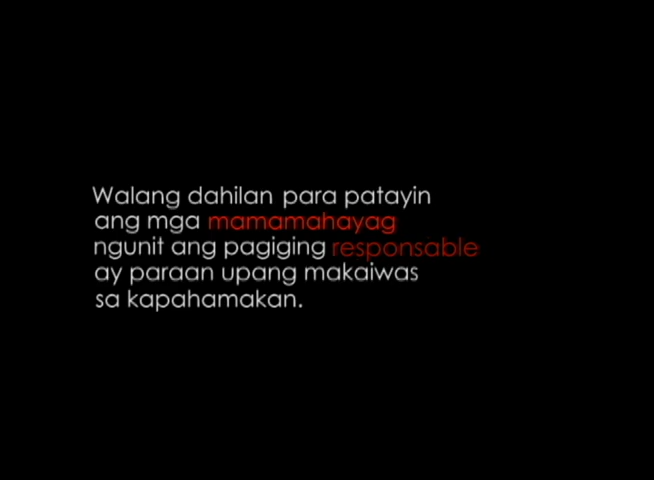 Walang dahilan para patayin
ang mga mamamahayag
ngunit ang pagiging responsable
ay paraan upang makaiwas
sa kapahamakan.